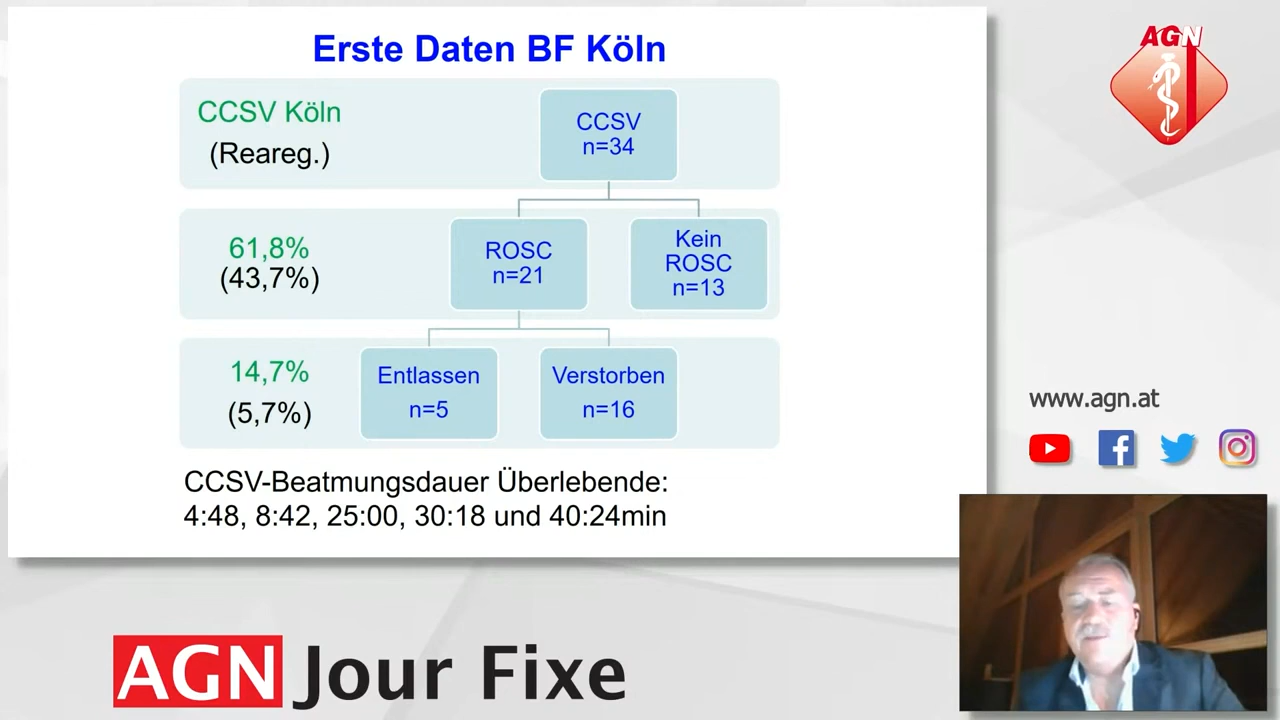 Erste Daten BF Köln
CCSV Köln
(Reareg.)
CCSV
n=34
61,8%
(43,7%)
ROSC
n=21
Kein
ROSC
n=13
14,7%
(5,7%)
Entlassen
n=5
Verstorben
n=16
CCSV-Beatmungsdauer Überlebende:
4:48, 8:42, 25:00, 30:18 und 40:24min
AGN
www.agn.at
AGN Jour Fixe